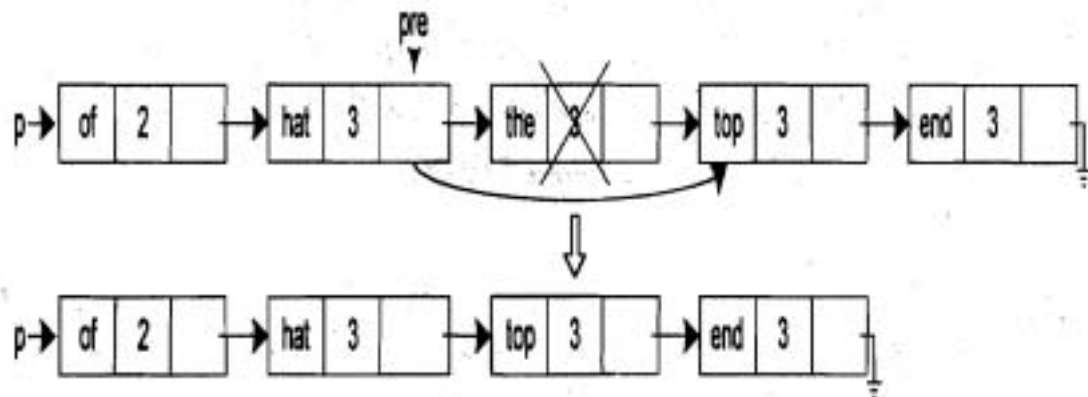 pre
p of 2 hat 3 the 3 top 3 end 3
p of 2 hat 3 top 3 end 3